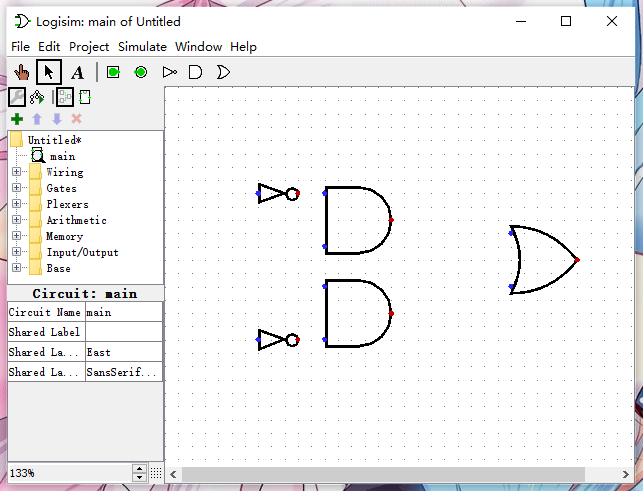 Logisim: main of Untitled
File Edit Project Simulate Window Help
A
Untitled*
main
Wiring
Gates
Plexers
Arithmetic
Memory
Input/Output
Base
Circuit: main
Circuit Name main
Shared Label
Shared La... East
Shared La... SansSerif...
133%